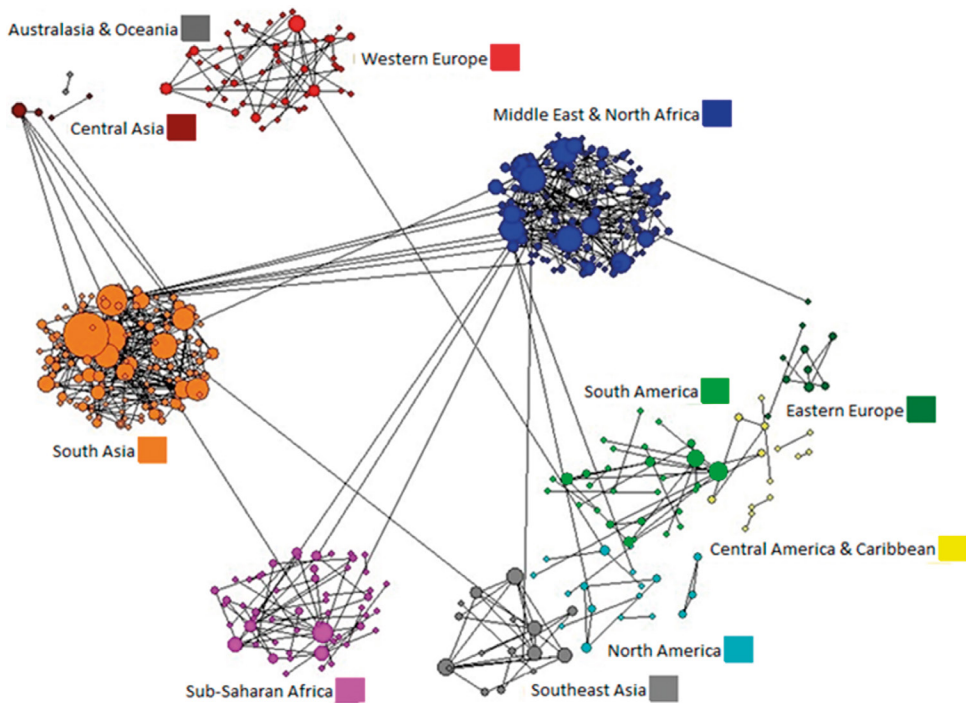 Australasia & Oceania
Western Europe
Central Asia
Middle East & North Africa
South America
Eastern Europe
South Asia
Central America & Caribbean
North America
Sub-Saharan Africa
Southeast Asia